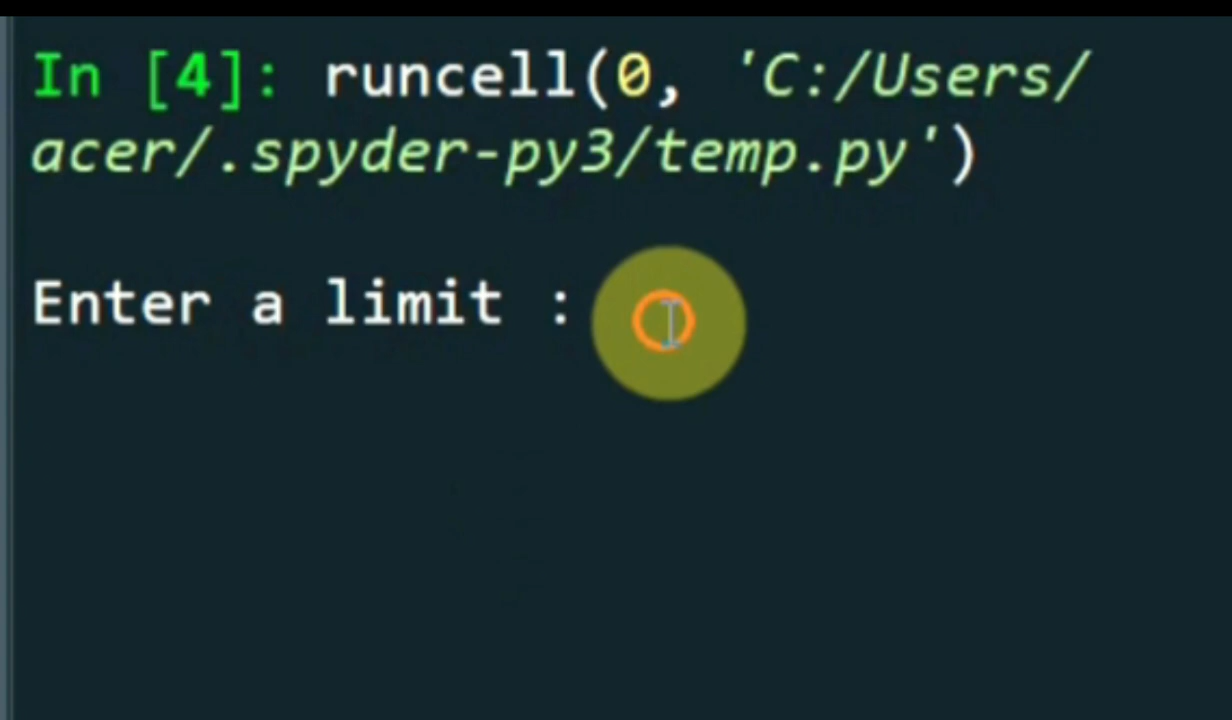 In [4]: runcell(0, 'C:/Users/
acer/.spyder-py3/temp.py')
Enter a limit :